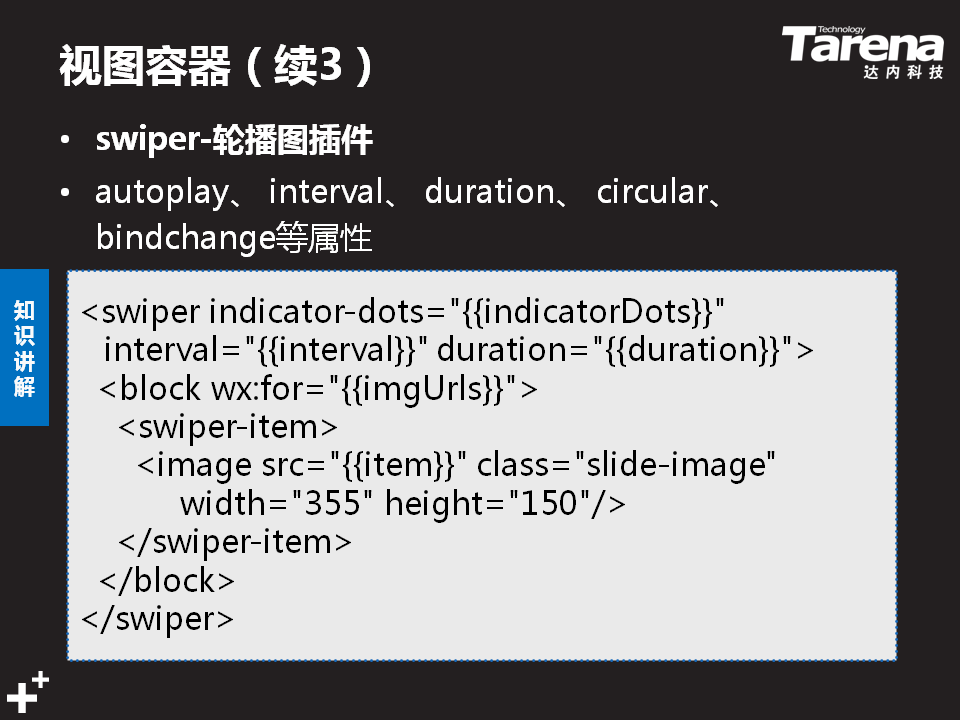 视图容器（续3）
Technology
Tarena
达内科技
• swiper-轮播图插件
• autoplay、 interval、 duration、 circular、
bindchange等属性
知
识
讲
解
<swiper indicator-dots="{{indicatorDots}}"
interval="{{interval}}" duration="{{duration}}">
<block wx:for="{{imgUrls}}">
<swiper-item>
<image src="{{item}}" class="slide-image"
width="355" height="150"/>
</swiper-item>
</block>
</swiper>